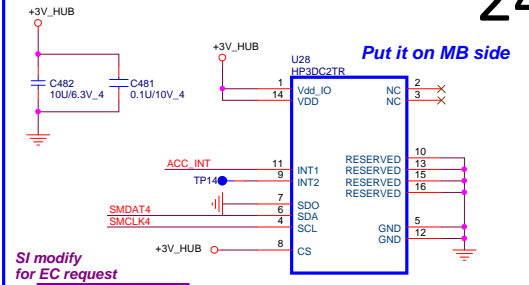 24
+3V_HUB
+3V_HUB
U28
HP3DC2TR
Put it on MB side
C482
10U/6.3V_4
C481
0.1U/10V_4
1
Vdd_IO
NC
2
14
VDD
NC
3
ACC_INT
11
INT1
RESERVED
10
TP14
9
INT2
RESERVED
13
RESERVED
15
RESERVED
16
7
SDO
SMDAT4
6
SDA
GND
5
SMCLK4
4
SCL
GND
12
+3V_HUB
8
CS
SI modify
for EC request